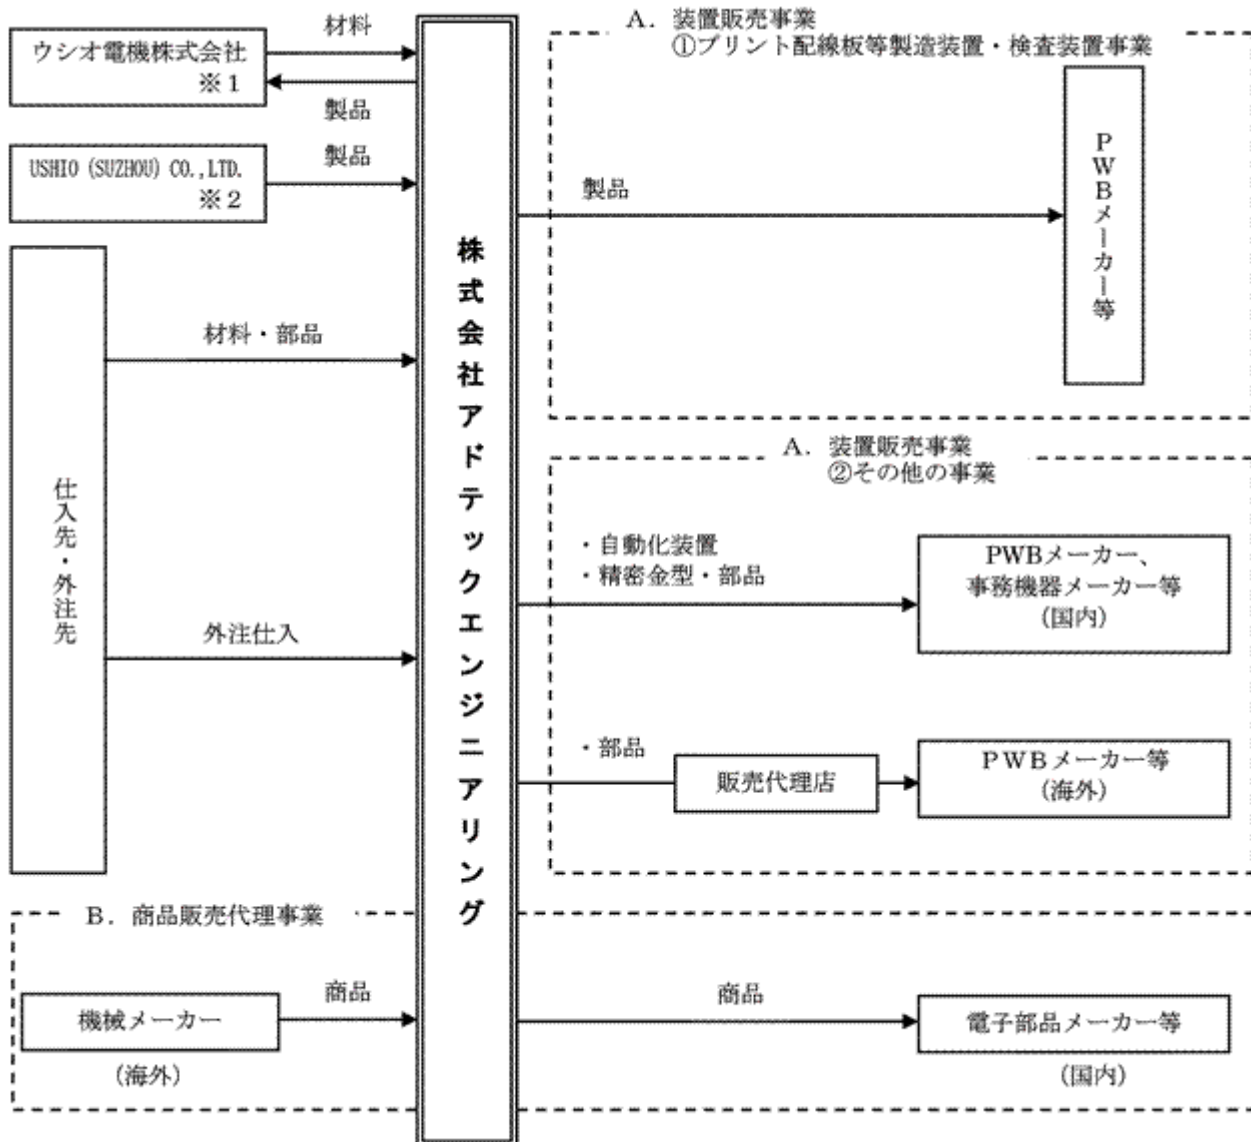 ウシオ電機株式会社
※1
材料
製品
USHIO (SUZHOU) CO.,LTD.
※2
製品
仕入先・外注先
材料・部品
外注仕入
株式会社アドテックエンジニアリング
A. 装置販売事業
①プリント配線板等製造装置・検査装置事業
製品
PWBメーカー等
A. 装置販売事業
②その他の事業
・自動化装置
・精密金型・部品
PWBメーカー、
事務機器メーカー等
(国内)
・部品
販売代理店
PWBメーカー等
(海外)
B. 商品販売代理事業
機械メーカー
(海外)
商品
商品
電子部品メーカー等
(国内)